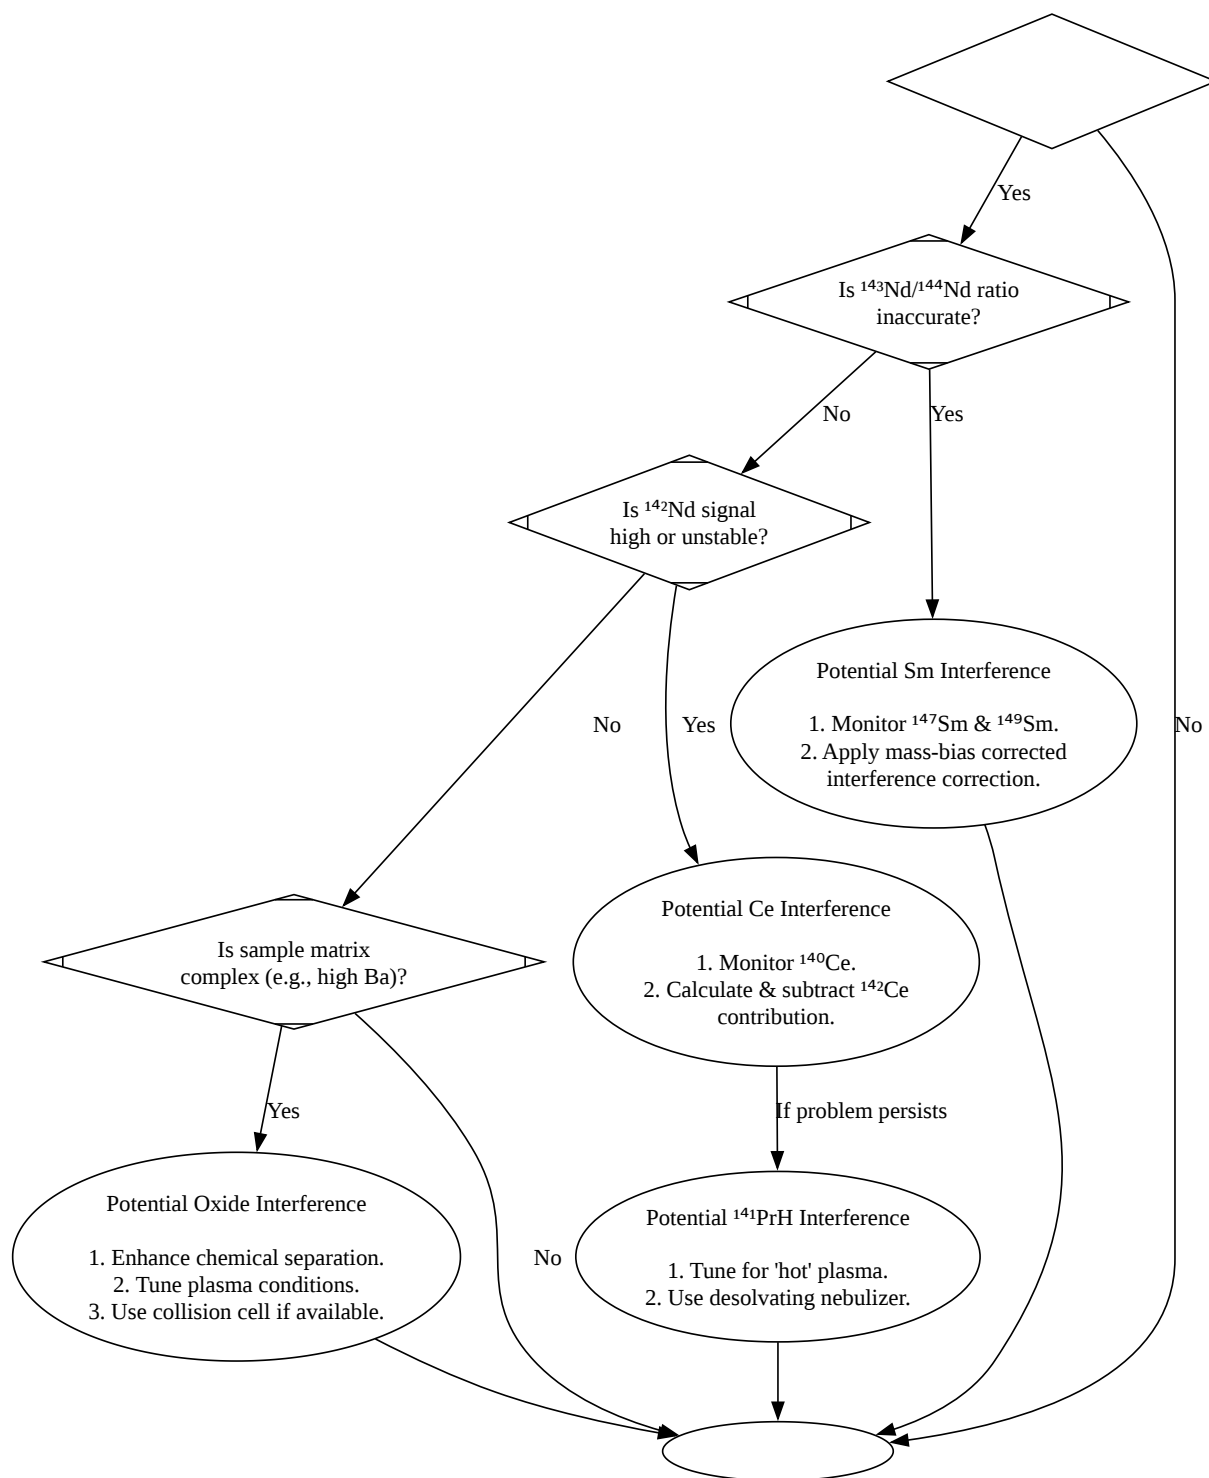 Yes
Is ¹⁴³Nd/¹⁴⁴Nd ratio
inaccurate?
No
Yes
Is ¹⁴²Nd signal
high or unstable?
Potential Sm Interference
1. Monitor ¹⁴⁷Sm & ¹⁴⁹Sm.
2. Apply mass-bias corrected
interference correction.
No
Yes
No
Potential Ce Interference
1. Monitor ¹⁴⁰Ce.
2. Calculate & subtract ¹⁴²Ce
contribution.
Is sample matrix
complex (e.g., high Ba)?
Yes
If problem persists
Potential Oxide Interference
1. Enhance chemical separation.
2. Tune plasma conditions.
3. Use collision cell if available.
No
Potential ¹⁴¹PrH Interference
1. Tune for 'hot' plasma.
2. Use desolvating nebulizer.